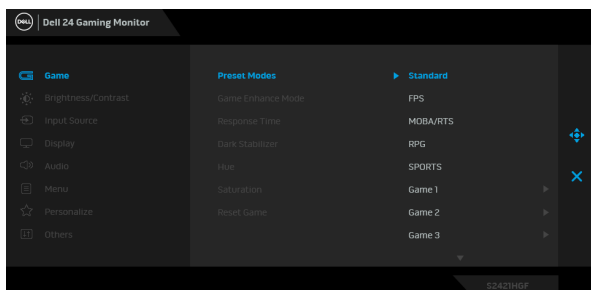 DELL
Dell 24 Gaming Monitor
Game
Brightness/Contrast
Input Source
Display
Audio
Menu
Personalize
Others
Preset Modes
Game Enhance Mode
Response Time
Dark Stabilizer
Hue
Saturation
Reset Game
Standard
FPS
MOBA/RTS
RPG
SPORTS
Game 1
Game 2
Game 3
S2421HGF